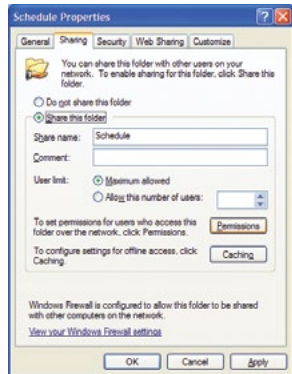 Schedule Properties
General Sharing Security Web Sharing Customize
You can share this folder with other users on your
network. To enable sharing for this folder, click Share this
folder.
Do not share this folder
Share this folder
Share name: Schedule
Comment:
User limit: Maximum allowed
Allow this number of users:
To set permissions for users who access this
folder over the network, click Permissions.
Permissions
To configure settings for offline access, click
Caching.
Caching
Windows Firewall is configured to allow this folder to be shared
with other computers on the network.
View your Windows Firewall settings
OK Cancel Apply